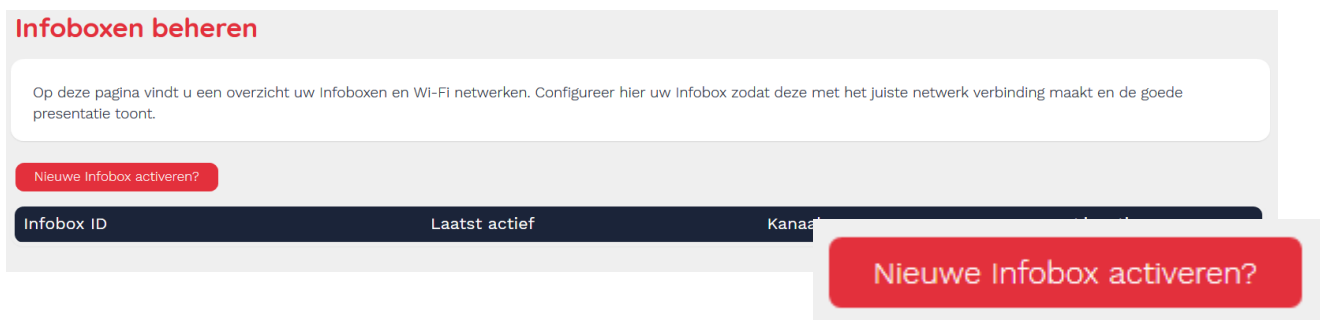 Infoboxen beheren
Op deze pagina vindt u een overzicht uw Infoboxen en Wi-Fi netwerken. Configureer hier uw Infobox zodat deze met het juiste netwerk verbinding maakt en de goede
presentatie toont.
Nieuwe Infobox activeren?
Infobox ID Laatst actief
Nieuwe Infobox activeren?